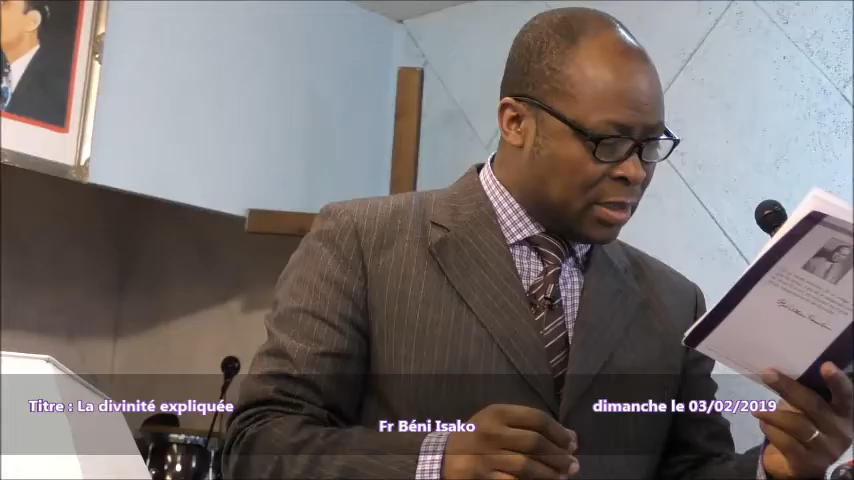 Titre : La divinité expliquée
dimanche le 03/02/2019
Fr Béni Isako